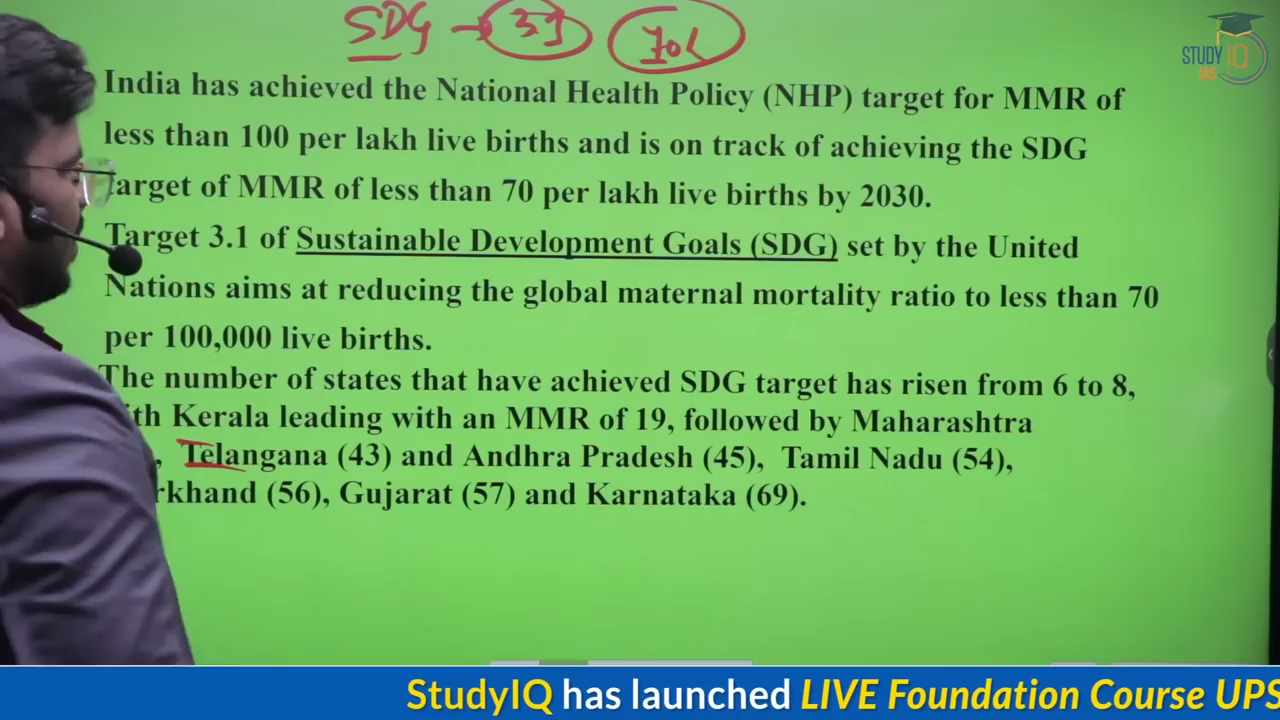 SDG → 3.1 70↓
STUDY IQ
IAS
India has achieved the National Health Policy (NHP) target for MMR of
less than 100 per lakh live births and is on track of achieving the SDG
target of MMR of less than 70 per lakh live births by 2030.
Target 3.1 of Sustainable Development Goals (SDG) set by the United
Nations aims at reducing the global maternal mortality ratio to less than 70
per 100,000 live births.
The number of states that have achieved SDG target has risen from 6 to 8,
Kerala leading with an MMR of 19, followed by Maharashtra
, Telangana (43) and Andhra Pradesh (45), Tamil Nadu (54),
rkhand (56), Gujarat (57) and Karnataka (69).
StudyIQ has launched LIVE Foundation Course UPS